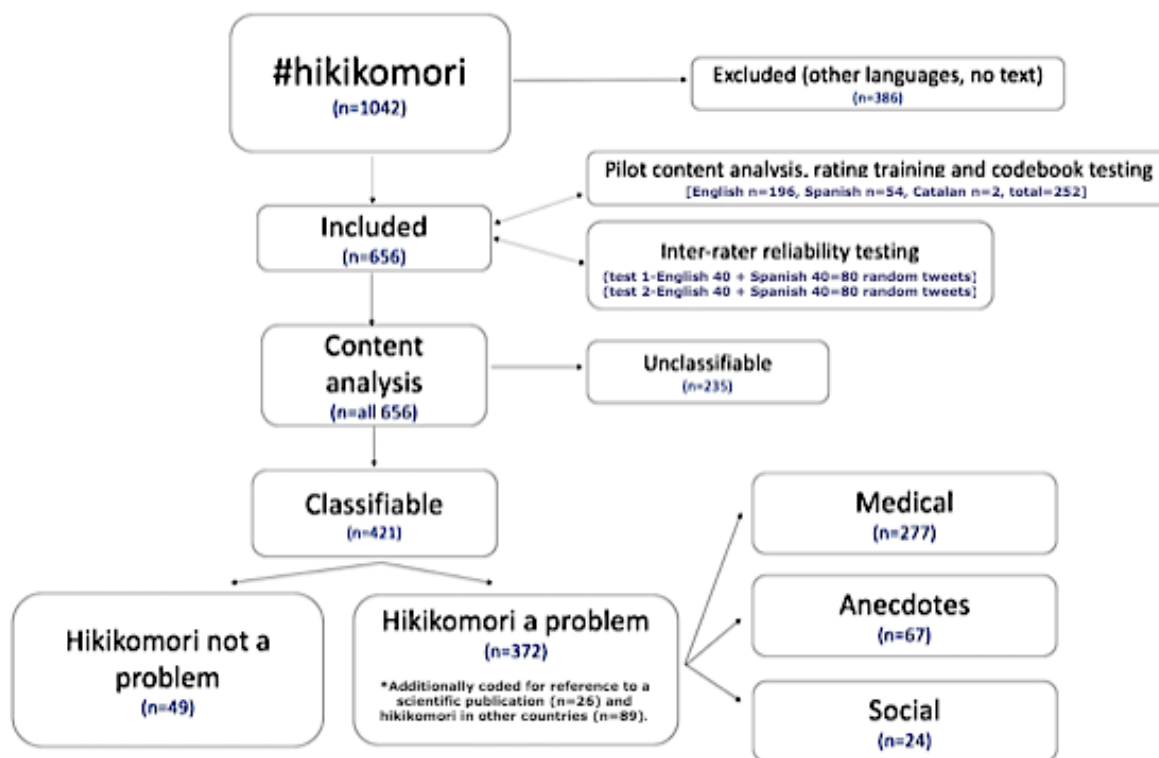 #hikikomori
(n=1042)
Excluded (other languages, no text)
(n=386)
Pilot content analysis, rating training and codebook testing
[English n=196, Spanish n=54, Catalan n=2, total=252]
Included
(n=656)
Inter-rater reliability testing
[test 1-English 40 + Spanish 40=80 random tweets]
[test 2-English 40 + Spanish 40=80 random tweets]
Content
analysis
(n=all 656)
Unclassifiable
(n=235)
Classifiable
(n=421)
Medical
(n=277)
Hikikomori not a
problem
(n=49)
Hikikomori a problem
(n=372)
*Additionally coded for reference to a
scientific publication (n=26) and
hikikomori in other countries (n=89).
Anecdotes
(n=67)
Social
(n=24)